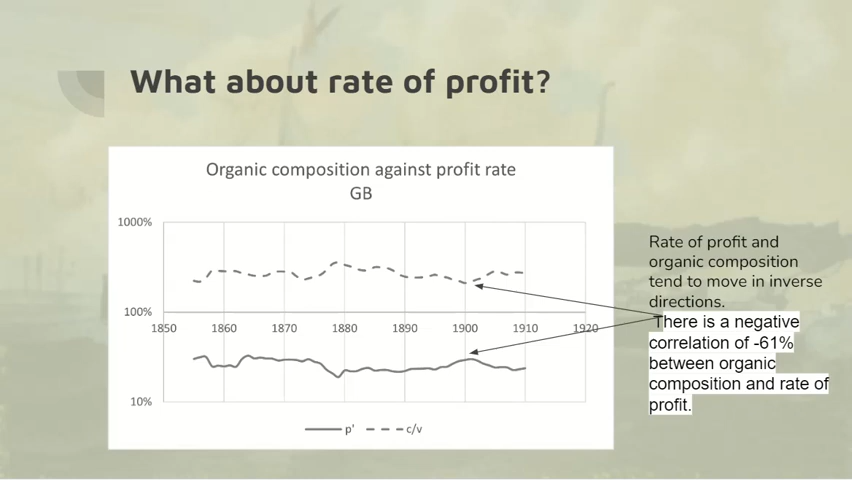 What about rate of profit?
Organic composition against profit rate
GB
1000%
100%
1850 1860 1870 1880 1890 1900 1910 1920
10%
p' c/v
Rate of profit and
organic composition
tend to move in inverse
directions.
There is a negative
correlation of -61%
between organic
composition and rate of
profit.